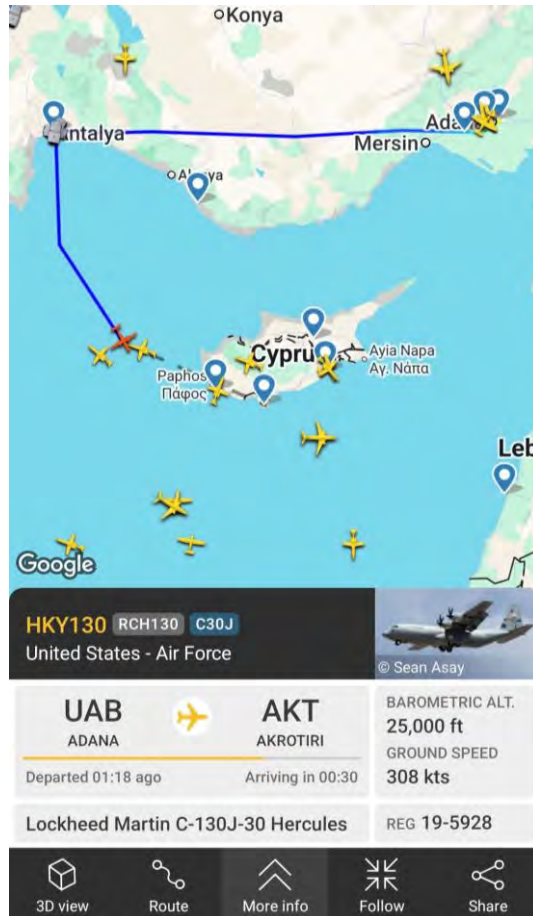 Konya
Antalya
Ada
Mersin
Cypru
Ayia Napa
Αγ. Νάπα
Paphos
Πάφος
Leb
Google
HKY130 RCH130 C30J
United States - Air Force
© Sean Asay
UAB
ADANA
AKT
AKROTIRI
Departed 01:18 ago
Arriving in 00:30
BAROMETRIC ALT.
25,000 ft
GROUND SPEED
308 kts
Lockheed Martin C-130J-30 Hercules
REG 19-5928
3D view
Route
More info
Follow
Share